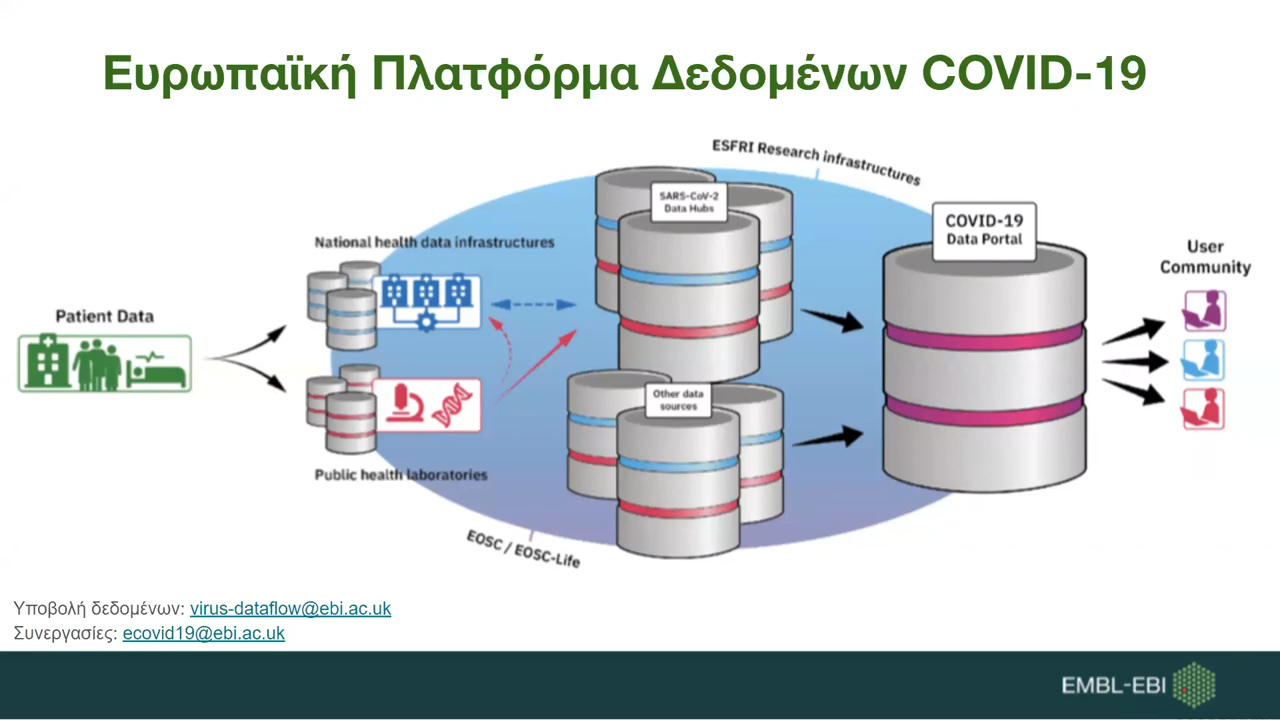 Ευρωπαϊκή Πλατφόρμα Δεδομένων COVID-19
ESFRI Research infrastructures
SARS-CoV-2
Data Hubs
COVID-19
Data Portal
National health data infrastructures
User
Community
Patient Data
Other data
sources
Public health laboratories
EOSC / EOSC-Life
Υποβολή δεδομένων: virus-dataflow@ebi.ac.uk
Συνεργασίες: ecovid19@ebi.ac.uk
EMBL-EBI